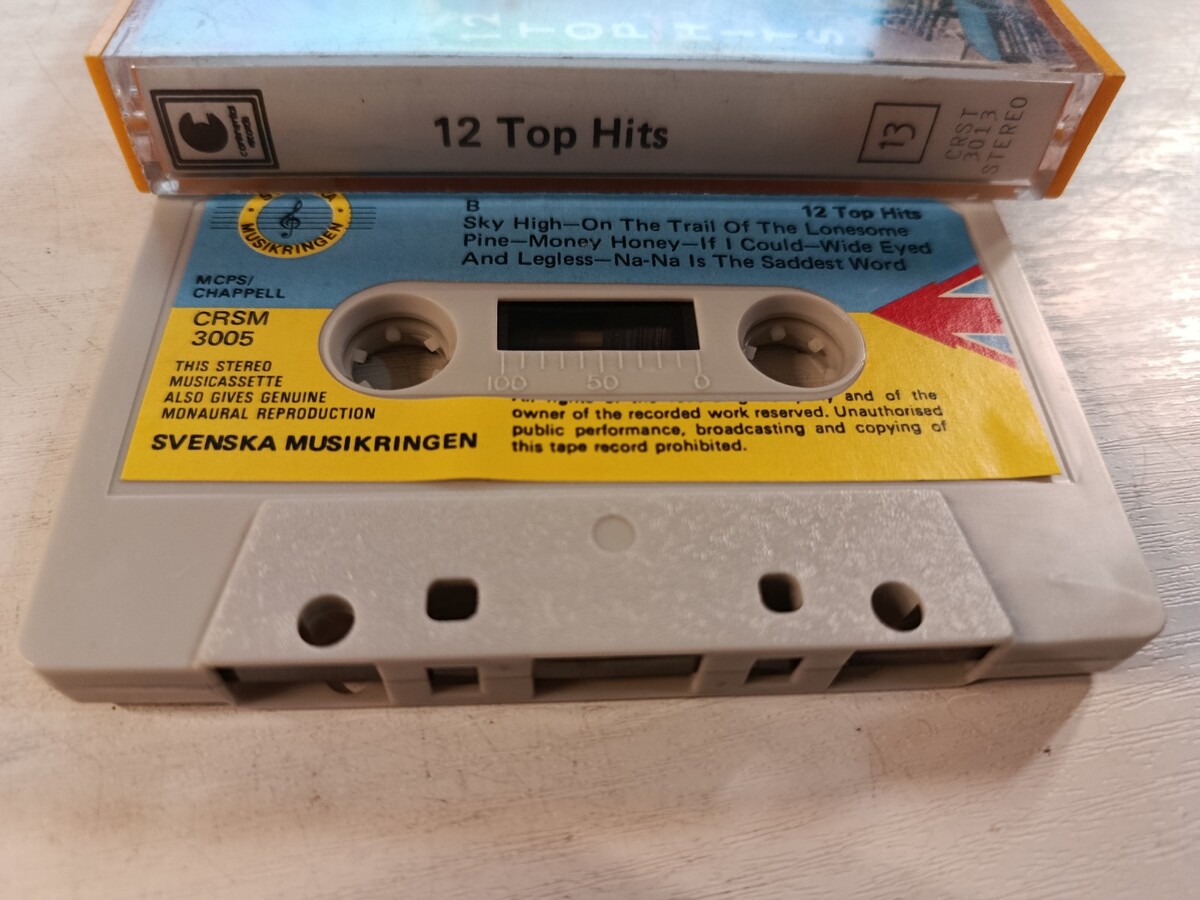 12 TOP HITS
12 Top Hits
13
CRST
3013
STEREO
MUSIKRINGEN
B
12 Top Hits
Sky High—On The Trail Of The Lonesome
Pine—Money Honey—If I Could—Wide Eyed
And Legless—Na-Na Is The Saddest Word
MCPS/
CHAPPELL
CRSM
3005
THIS STEREO
MUSICASSETTE
ALSO GIVES GENUINE
MONAURAL REPRODUCTION
SVENSKA MUSIKRINGEN
100 50 0
and of the
owner of the recorded work reserved. Unauthorised
public performance, broadcasting and copying of
this tape record prohibited.